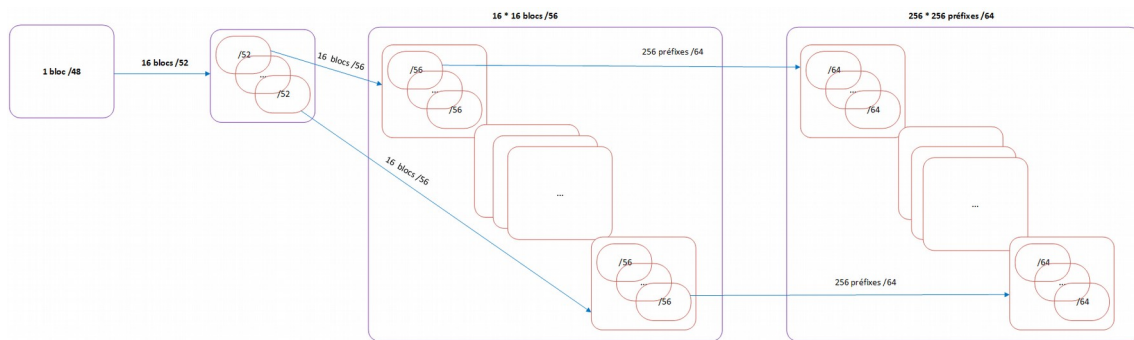 16 * 16 blocs /56
256 * 256 préfixes /64
1 bloc /48
16 blocs /52
/52
...
/52
16 blocs /56
16 blocs /56
/56
...
/56
256 préfixes /64
/64
...
/64
...
...
/56
...
/56
256 préfixes /64
/64
...
/64